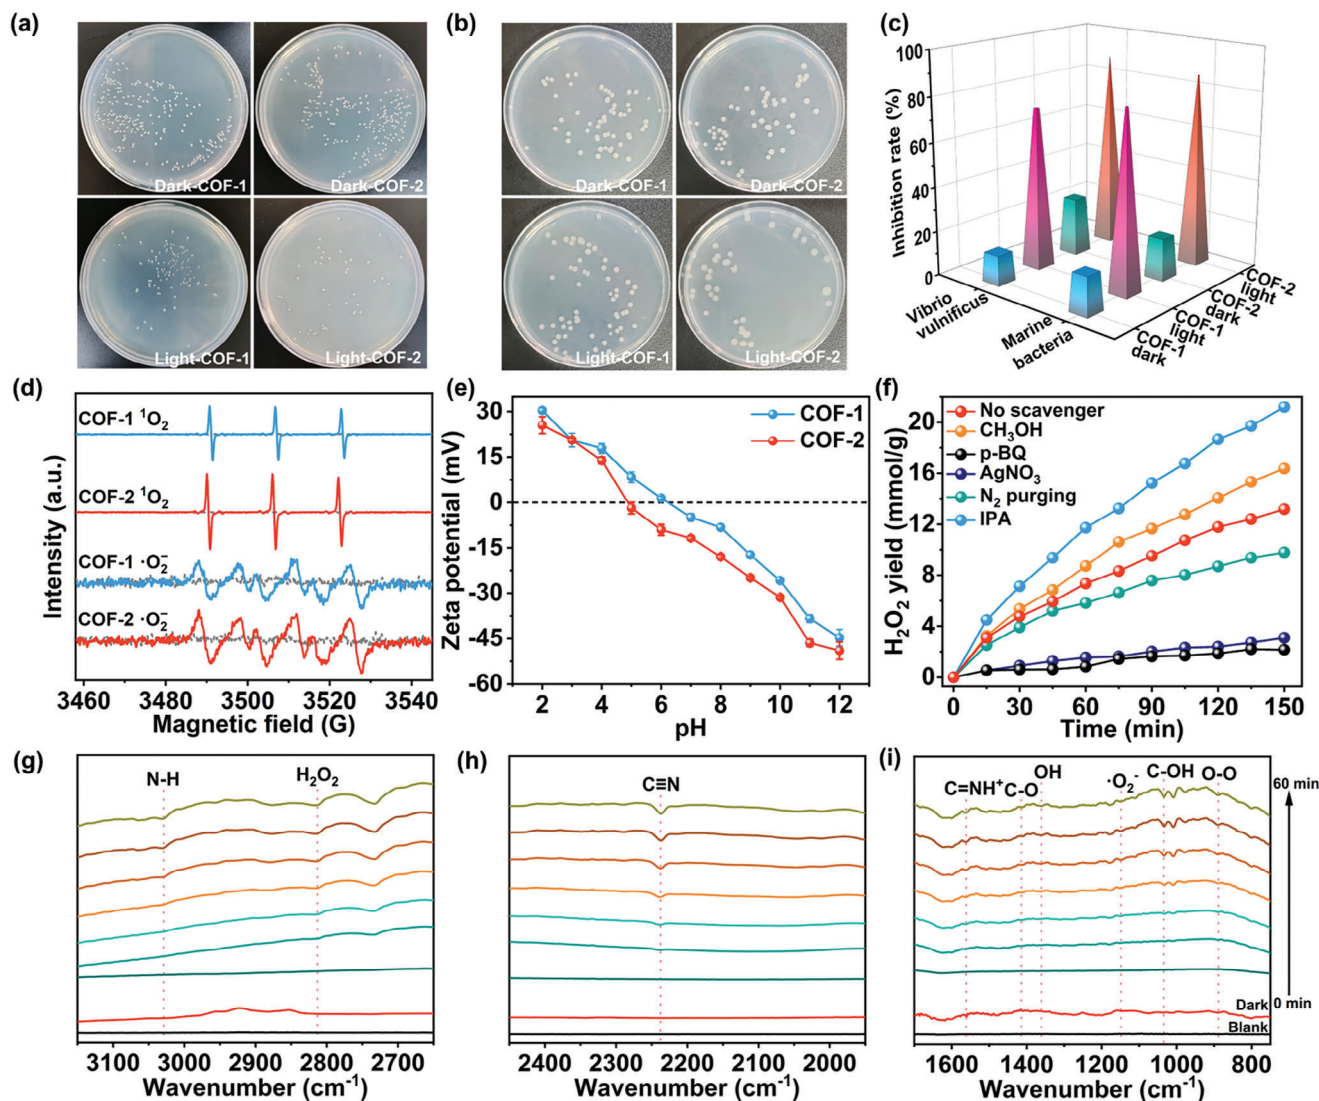 (a)
Dark-COF-1
Dark-COF-2
Light-COF-1
Light-COF-2
(b)
Dark-COF-1
Dark-COF-2
Light-COF-1
Light-COF-2
(c)
Inhibition rate (%)
100
80
60
40
20
0
Vibrio
vulnificus
Marine
bacteria
COF-1
dark
COF-1
light
COF-2
dark
COF-2
light
(d)
Intensity (a.u.)
COF-1 ¹O₂
COF-2 ¹O₂
COF-1 ·O₂⁻
COF-2 ·O₂⁻
3460 3480 3500 3520 3540
Magnetic field (G)
(e)
Zeta potential (mV)
30
15
0
-15
-30
-45
-60
COF-1
COF-2
2 4 6 8 10 12
pH
(f)
H₂O₂ yield (mmol/g)
20
16
12
8
4
0
No scavenger
CH₃OH
p-BQ
AgNO₃
N₂ purging
IPA
0 30 60 90 120 150
Time (min)
(g)
N-H
H₂O₂
3100 3000 2900 2800 2700
Wavenumber (cm⁻¹)
(h)
C≡N
2400 2300 2200 2100 2000
Wavenumber (cm⁻¹)
(i)
C=NH⁺
C-O
OH
·O₂⁻
C-OH
O-O
60 min
0 min
Dark
Blank
1600 1400 1200 1000 800
Wavenumber (cm⁻¹)